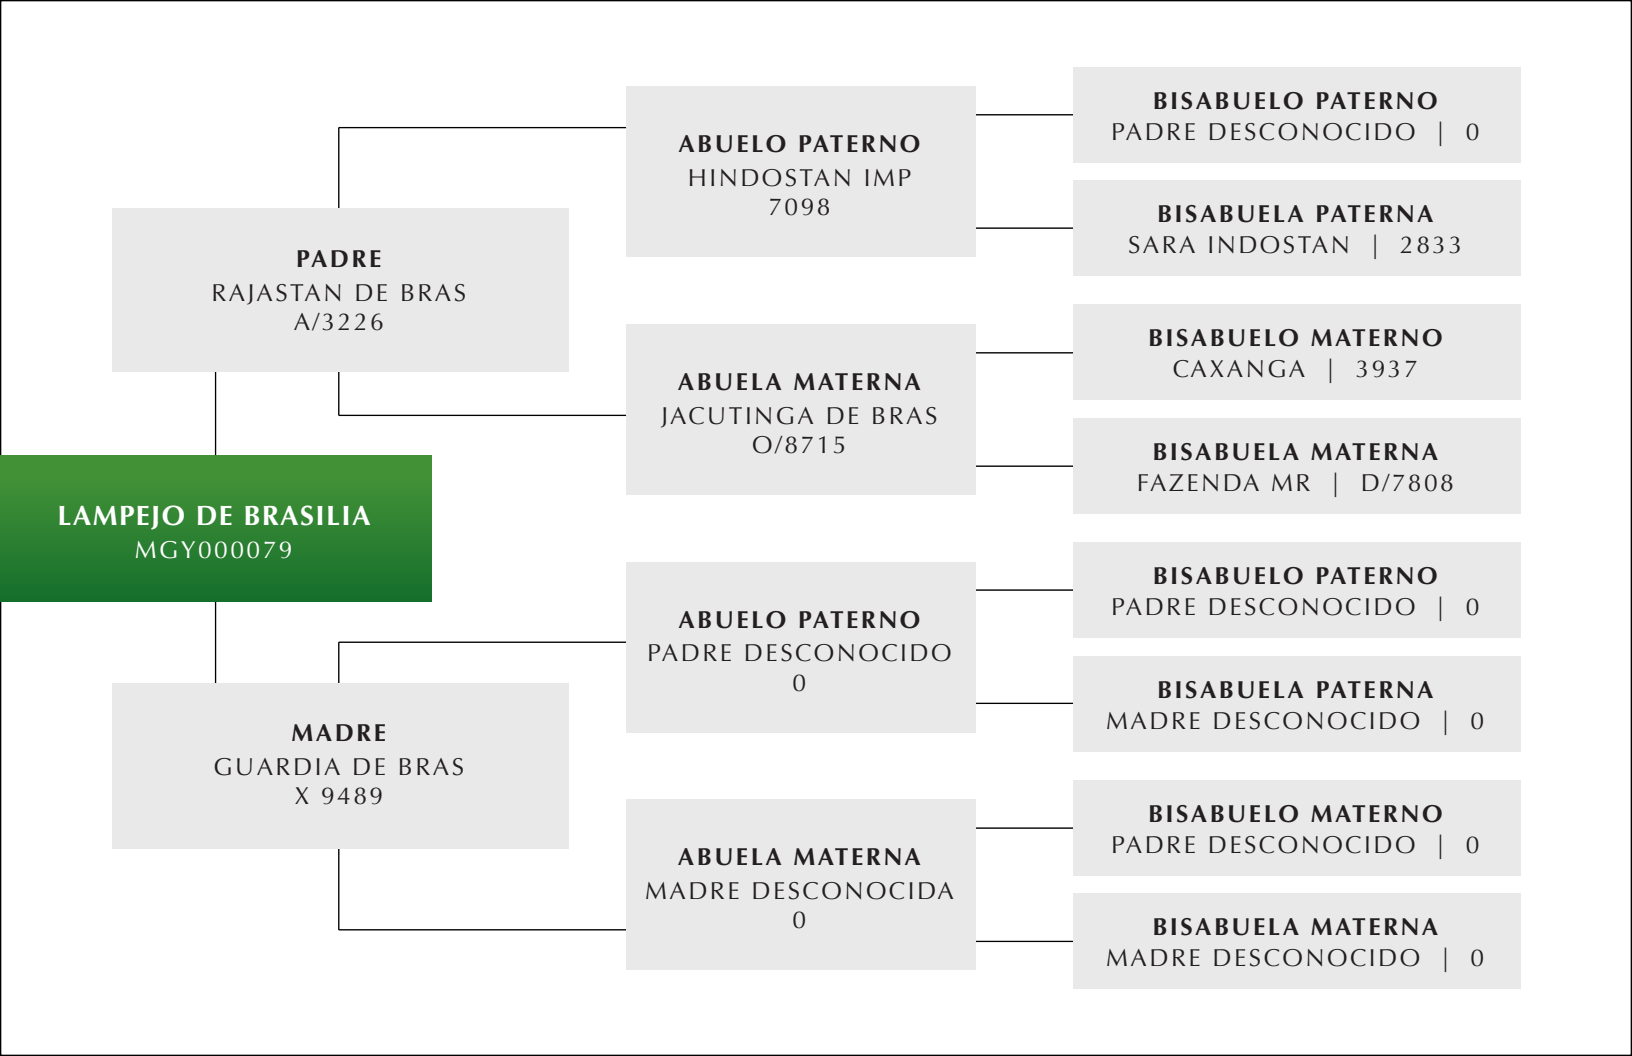 LAMPEJO DE BRASILIA
MGY000079
PADRE
RAJASTAN DE BRAS
A/3226
MADRE
GUARDIA DE BRAS
X 9489
ABUELO PATERNO
HINDOSTAN IMP
7098
ABUELA MATERNA
JACUTINGA DE BRAS
O/8715
ABUELO PATERNO
PADRE DESCONOCIDO
0
ABUELA MATERNA
MADRE DESCONOCIDA
0
BISABUELO PATERNO
PADRE DESCONOCIDO | 0
BISABUELA PATERNA
SARA INDOSTAN | 2833
BISABUELO MATERNO
CAXANGA | 3937
BISABUELA MATERNA
FAZENDA MR | D/7808
BISABUELO PATERNO
PADRE DESCONOCIDO | 0
BISABUELA PATERNA
MADRE DESCONOCIDO | 0
BISABUELO MATERNO
PADRE DESCONOCIDO | 0
BISABUELA MATERNA
MADRE DESCONOCIDO | 0